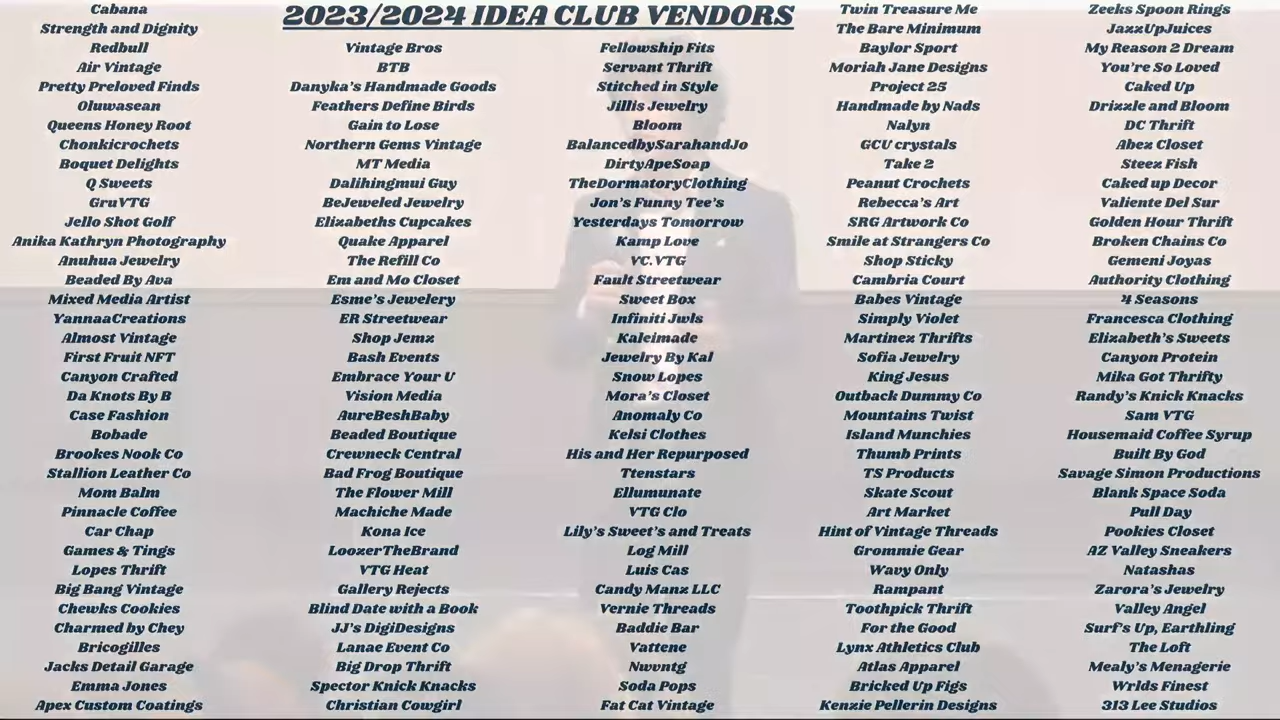 2023/2024 IDEA CLUB VENDORS
Cabana
Strength and Dignity
Redbull
Air Vintage
Pretty Preloved Finds
Oluwasean
Queens Honey Root
Chonkicrochets
Boquet Delights
Q Sweets
GruVTG
Jello Shot Golf
Anika Kathryn Photography
Anuhua Jewelry
Beaded By Ava
Mixed Media Artist
YannaaCreations
Almost Vintage
First Fruit NFT
Canyon Crafted
Da Knots By B
Case Fashion
Bobade
Brookes Nook Co
Stallion Leather Co
Mom Balm
Pinnacle Coffee
Car Chap
Games & Tings
Lopes Thrift
Big Bang Vintage
Chewks Cookies
Charmed by Chey
Bricogilles
Jacks Detail Garage
Emma Jones
Apex Custom Coatings
Vintage Bros
BTB
Danyka's Handmade Goods
Feathers Define Birds
Gain to Lose
Northern Gems Vintage
MT Media
Dalihingmui Guy
BeJeweled Jewelry
Elizabeths Cupcakes
Quake Apparel
The Refill Co
Em and Mo Closet
Esme's Jewelery
ER Streetwear
Shop Jemz
Bash Events
Embrace Your U
Vision Media
AureBeshBaby
Beaded Boutique
Crewneck Central
Bad Frog Boutique
The Flower Mill
Machiche Made
Kona Ice
LoozerTheBrand
VTG Heat
Gallery Rejects
Blind Date with a Book
JJ's DigiDesigns
Lanae Event Co
Big Drop Thrift
Spector Knick Knacks
Christian Cowgirl
Fellowship Fits
Servant Thrift
Stitched in Style
Jillis Jewelry
Bloom
BalancedbySarahandJo
DirtyApeSoap
TheDormatoryClothing
Jon's Funny Tee's
Yesterdays Tomorrow
Kamp Love
VC.VTG
Fault Streetwear
Sweet Box
Infiniti Jwls
Kaleimade
Jewelry By Kal
Snow Lopes
Mora's Closet
Anomaly Co
Kelsi Clothes
His and Her Repurposed
Ttenstars
Ellumunate
VTG Clo
Lily's Sweet's and Treats
Log Mill
Luis Cas
Candy Manz LLC
Vernie Threads
Baddie Bar
Vattene
Nwvntg
Soda Pops
Fat Cat Vintage
Twin Treasure Me
The Bare Minimum
Baylor Sport
Moriah Jane Designs
Project 25
Handmade by Nads
Nalyn
GCU crystals
Take 2
Peanut Crochets
Rebecca's Art
SRG Artwork Co
Smile at Strangers Co
Shop Sticky
Cambria Court
Babes Vintage
Simply Violet
Martinez Thrifts
Sofia Jewelry
King Jesus
Outback Dummy Co
Mountains Twist
Island Munchies
Thumb Prints
TS Products
Skate Scout
Art Market
Hint of Vintage Threads
Grommie Gear
Wavy Only
Rampant
Toothpick Thrift
For the Good
Lynx Athletics Club
Atlas Apparel
Bricked Up Figs
Kenzie Pellerin Designs
Zeeks Spoon Rings
JazzUpJuices
My Reason 2 Dream
You're So Loved
Caked Up
Drizzle and Bloom
DC Thrift
Abez Closet
Steez Fish
Caked up Decor
Valiente Del Sur
Golden Hour Thrift
Broken Chains Co
Gemeni Joyas
Authority Clothing
4 Seasons
Francesca Clothing
Elizabeth's Sweets
Canyon Protein
Mika Got Thrifty
Randy's Knick Knacks
Sam VTG
Housemaid Coffee Syrup
Built By God
Savage Simon Productions
Blank Space Soda
Pull Day
Pookies Closet
AZ Valley Sneakers
Natashas
Zarora's Jewelry
Valley Angel
Surf's Up, Earthling
The Loft
Mealy's Menagerie
Wrlds Finest
313 Lee Studios